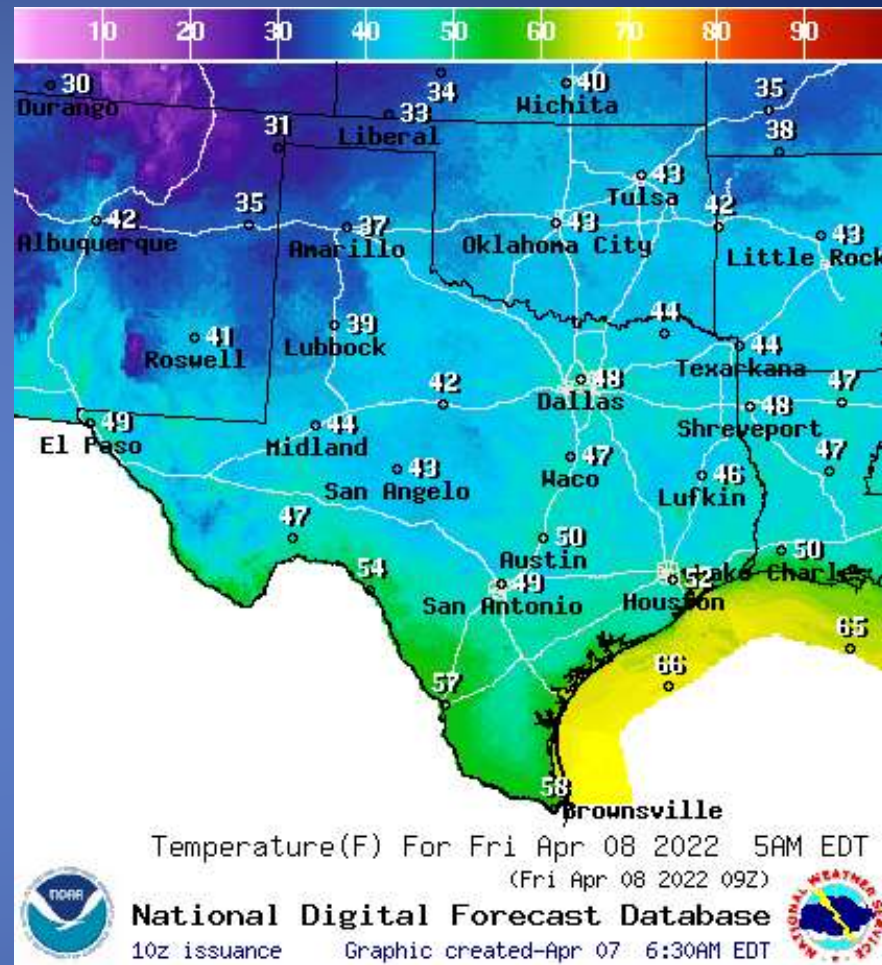 10 20 30 40 50 60 70 80 90
34
30 40 35
Durango Wichita
33
Liberal
31 38
43
Tulsa
42 35 37 43 42 43
Albuquerque Amarillo Oklahoma City Little Rock
41 39 44 44
Roswell Lubbock Texarkana
48
Dallas
42 48 47
Shreveport
49 44
El Paso Midland
43 47 46 47
San Angelo Waco Lufkin
47 50 50
Austin
54 49 52 Lake Charles
San Antonio Houston
65
66
57
58
Brownsville
Temperature(F) For Fri Apr 08 2022 5AM EDT
(Fri Apr 08 2022 09Z)
NOAA
National Digital Forecast Database
10z issuance Graphic created-Apr 07 6:30AM EDT
NATIONAL WEATHER SERVICE